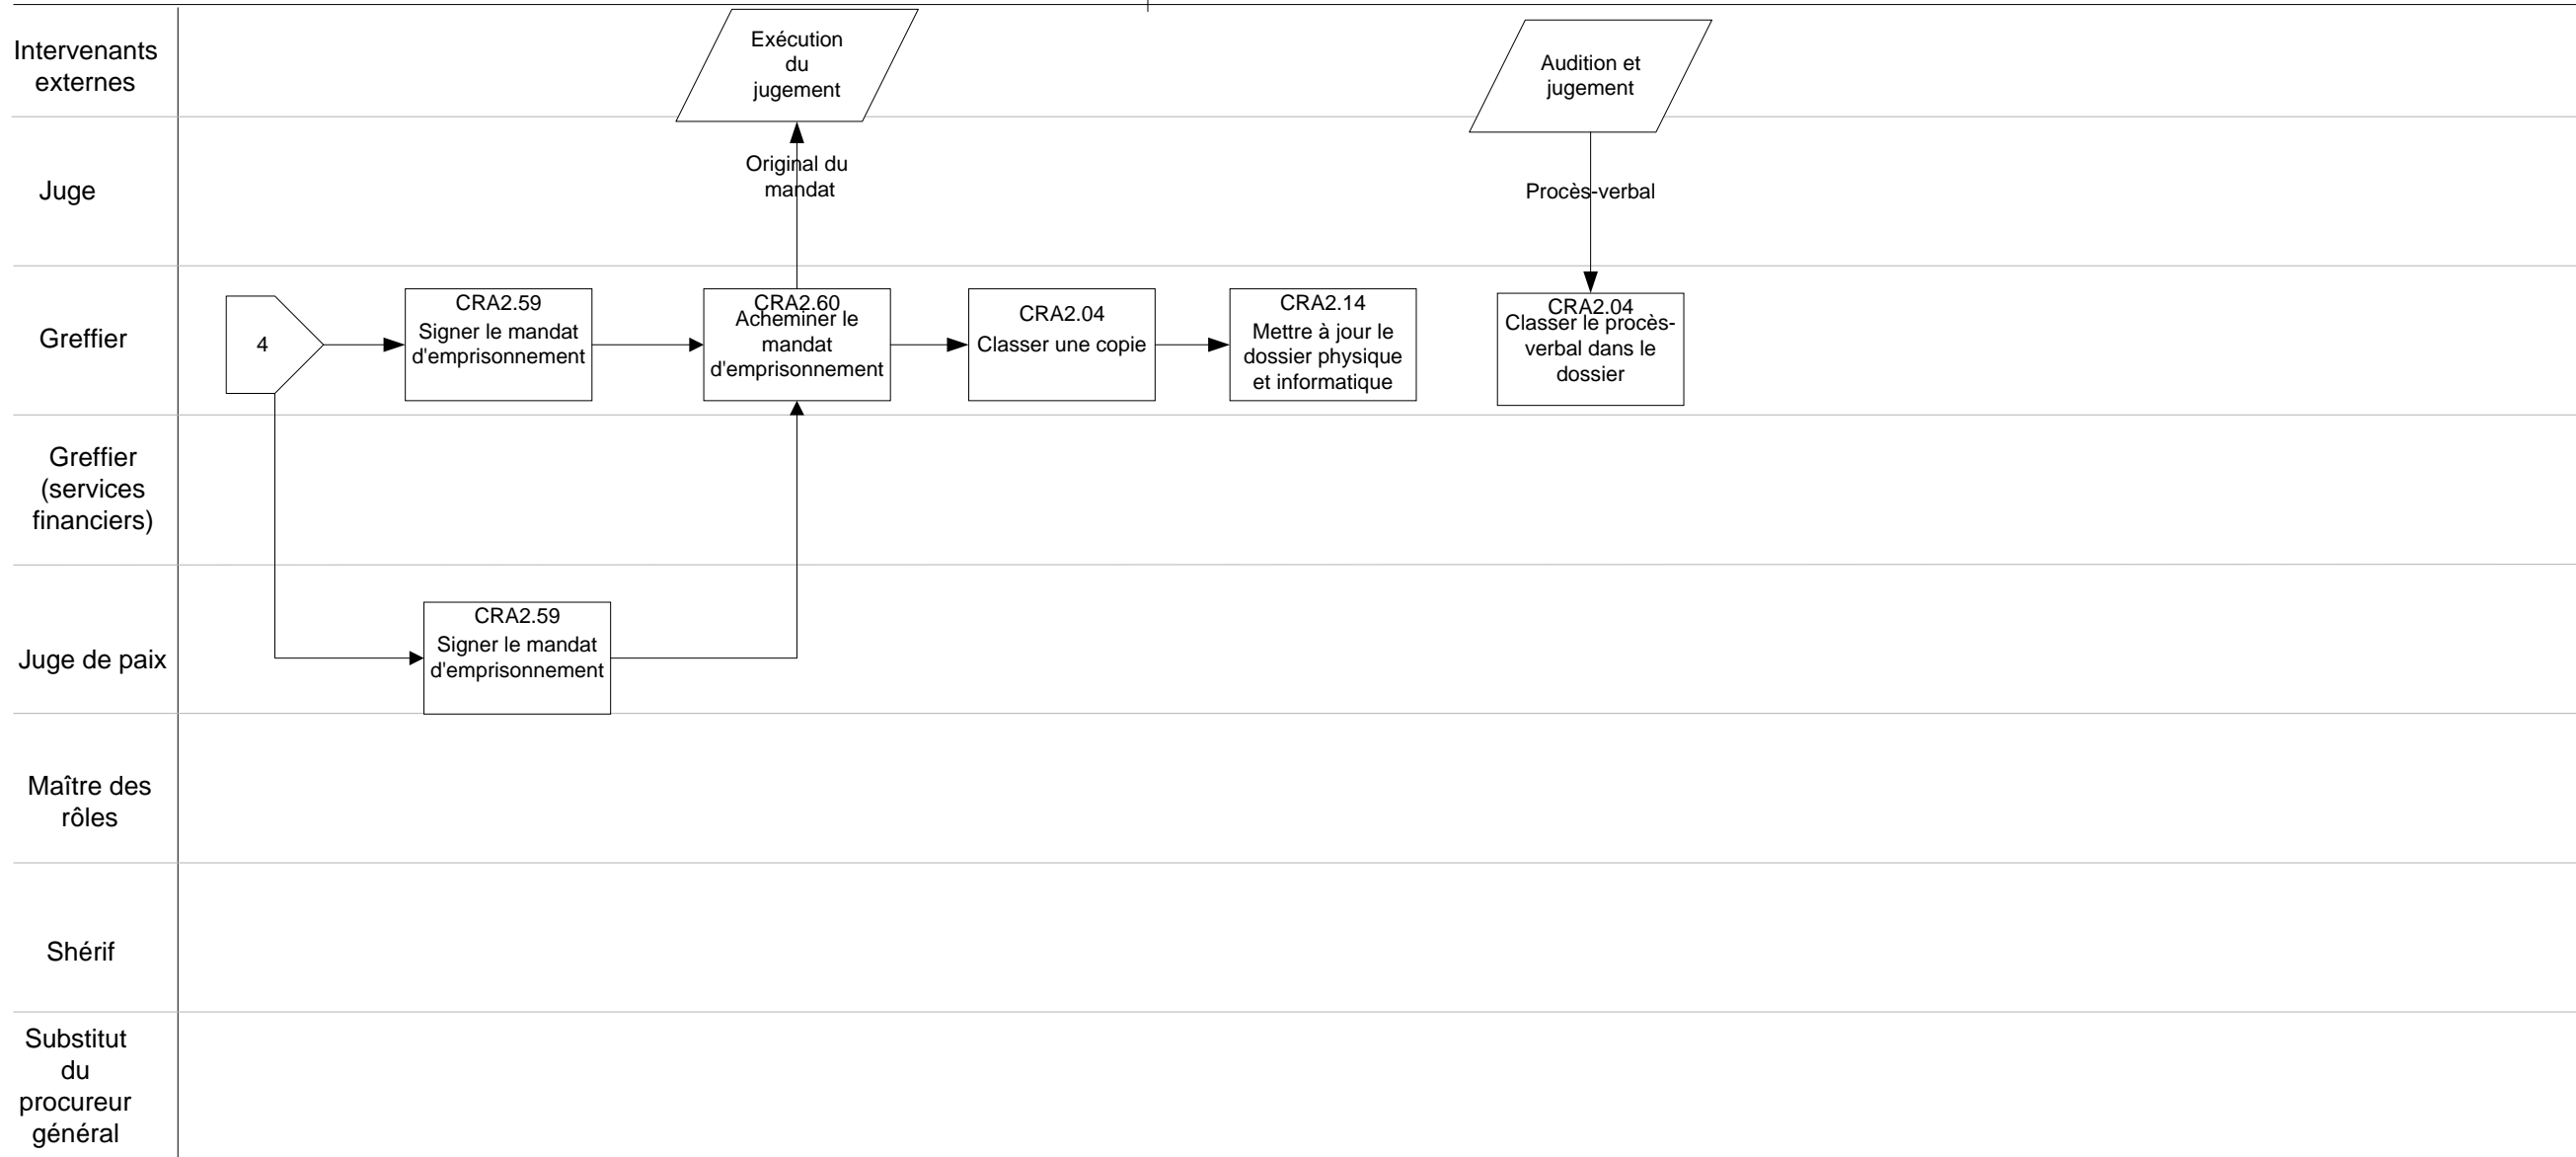 Intervenants
externes
Exécution
du
jugement
Audition et
jugement
Juge
Original du
mandat
Procès-verbal
Greffier
4
CRA2.59
Signer le mandat
d'emprisonnement
CRA2.60
Acheminer le
mandat
d'emprisonnement
CRA2.04
Classer une copie
CRA2.14
Mettre à jour le
dossier physique
et informatique
CRA2.04
Classer le procès-
verbal dans le
dossier
Greffier
(services
financiers)
Juge de paix
CRA2.59
Signer le mandat
d'emprisonnement
Maître des
rôles
Shérif
Substitut
du
procureur
général